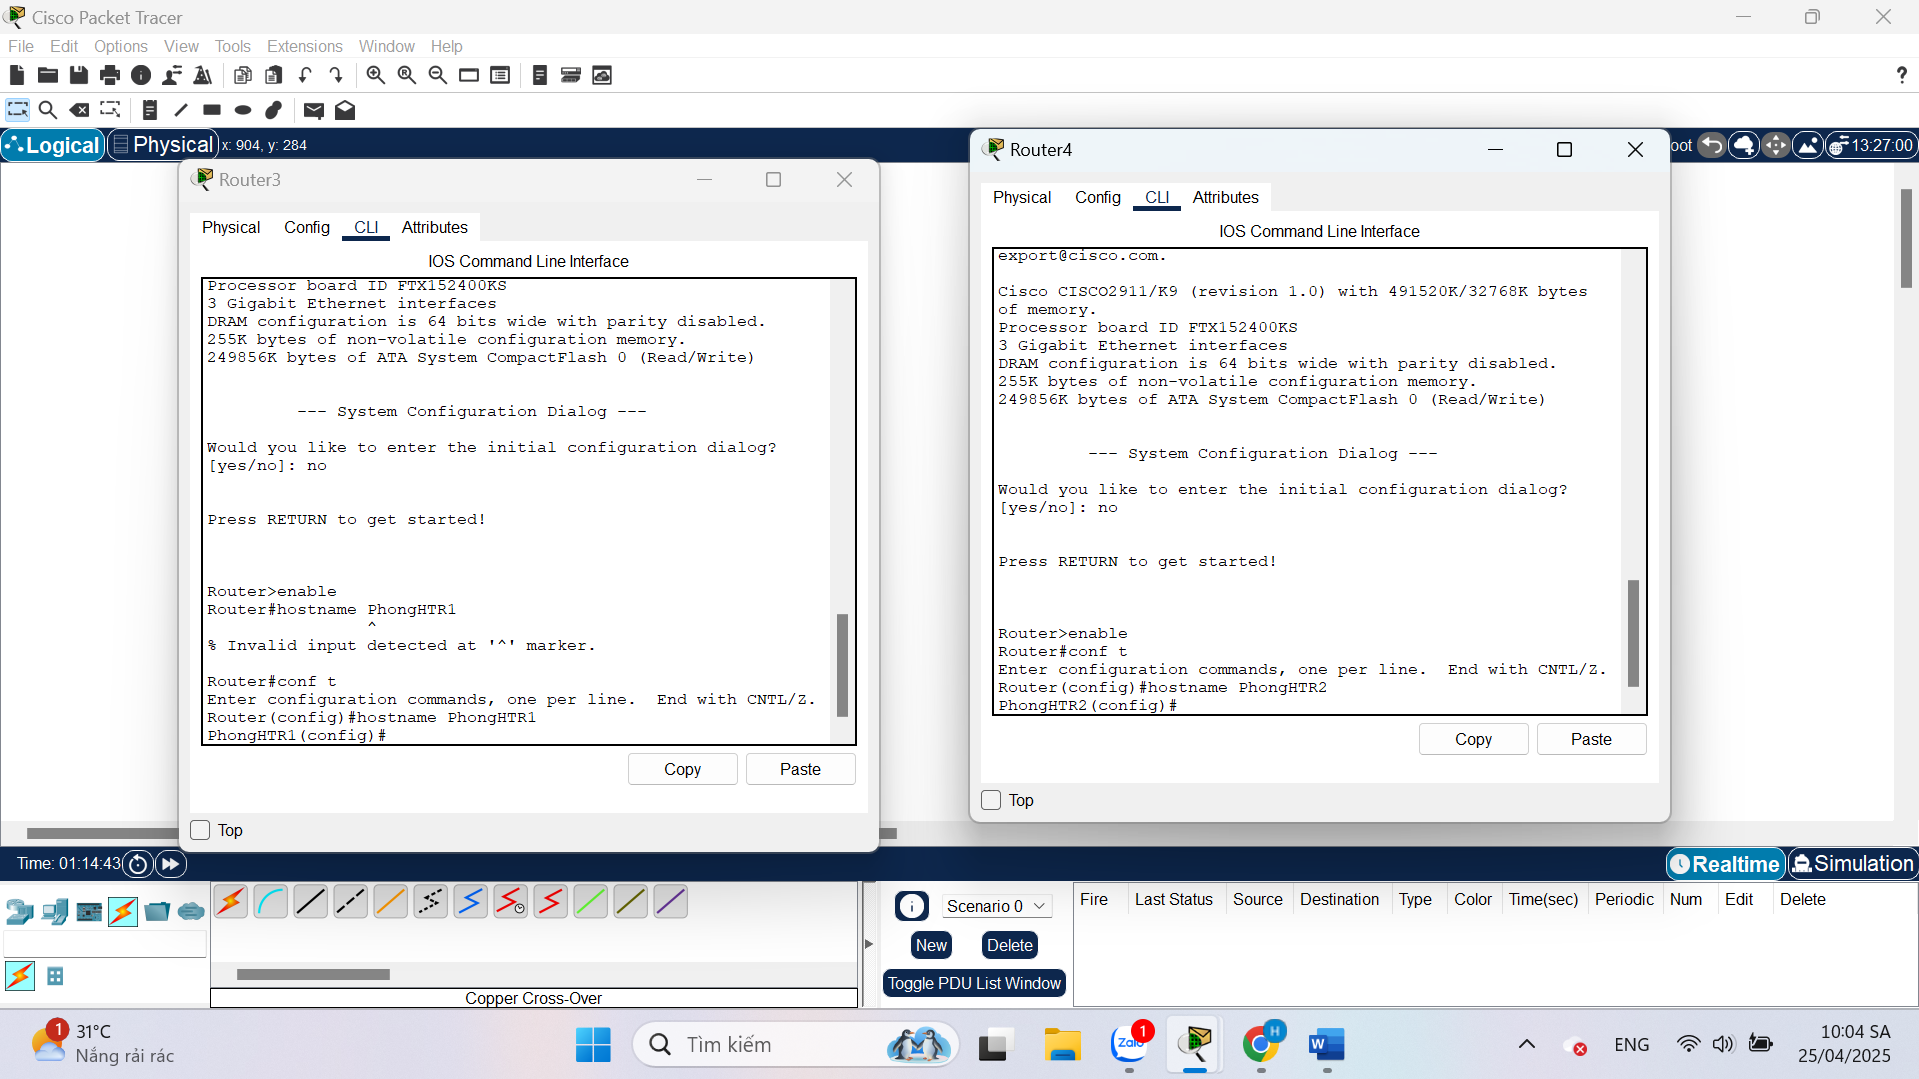 Cisco Packet Tracer
File Edit Options View Tools Extensions Window Help
?
Logical Physical x: 904, y: 284
oot 13:27:00
Router3
Physical Config CLI Attributes
IOS Command Line Interface
Processor board ID FTX152400KS
3 Gigabit Ethernet interfaces
DRAM configuration is 64 bits wide with parity disabled.
255K bytes of non-volatile configuration memory.
249856K bytes of ATA System CompactFlash 0 (Read/Write)
--- System Configuration Dialog ---
Would you like to enter the initial configuration dialog?
[yes/no]: no
Press RETURN to get started!
Router>enable
Router#hostname PhongHTR1
^
% Invalid input detected at '^' marker.
Router#conf t
Enter configuration commands, one per line.  End with CNTL/Z.
Router(config)#hostname PhongHTR1
PhongHTR1(config)#
Copy Paste
Top
Router4
Physical Config CLI Attributes
IOS Command Line Interface
export@cisco.com.
Cisco CISCO2911/K9 (revision 1.0) with 491520K/32768K bytes
of memory.
Processor board ID FTX152400KS
3 Gigabit Ethernet interfaces
DRAM configuration is 64 bits wide with parity disabled.
255K bytes of non-volatile configuration memory.
249856K bytes of ATA System CompactFlash 0 (Read/Write)
--- System Configuration Dialog ---
Would you like to enter the initial configuration dialog?
[yes/no]: no
Press RETURN to get started!
Router>enable
Router#conf t
Enter configuration commands, one per line.  End with CNTL/Z.
Router(config)#hostname PhongHTR2
PhongHTR2(config)#
Copy Paste
Top
Time: 01:14:43
Realtime Simulation
Copper Cross-Over
Scenario 0
New Delete
Toggle PDU List Window
Fire Last Status Source Destination Type Color Time(sec) Periodic Num Edit Delete
1
31°C
Nắng rải rác
Tìm kiếm
Zalo
1
H
W
ENG
10:04 SA
25/04/2025